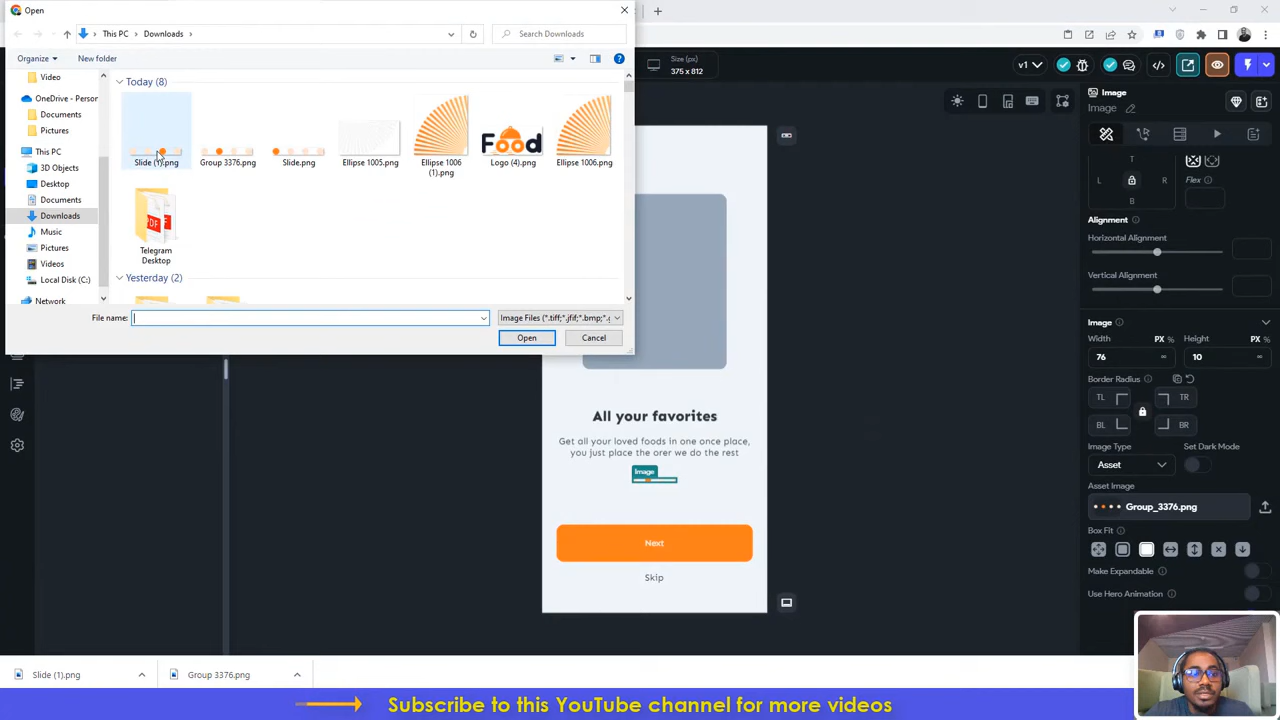 Open
This PC > Downloads >
Search Downloads
Organize
New folder
Video
OneDrive - Person
Documents
Pictures
This PC
3D Objects
Desktop
Documents
Downloads
Music
Pictures
Videos
Local Disk (C:)
Network
Today (8)
Slide (1).png
Group 3376.png
Slide.png
Ellipse 1005.png
Ellipse 1006
(1).png
Food
Logo (4).png
Ellipse 1006.png
PDF
Telegram
Desktop
Yesterday (2)
File name:
Image Files (*.tiff;*.jfif;*.bmp;*.
Open
Cancel
Size (px)
375 x 812
v1
Image
Image
T
L
R
B
Flex
Alignment
Horizontal Alignment
Vertical Alignment
Image
Width
PX %
Height
PX %
76
10
Border Radius
TL
TR
BL
BR
Image Type
Set Dark Mode
Asset
Asset Image
Group_3376.png
Box Fit
Make Expandable
Use Hero Animation
All your favorites
Get all your loved foods in one once place,
you just place the orer we do the rest
Image
Next
Skip
Slide (1).png
Group 3376.png
Subscribe to this YouTube channel for more videos